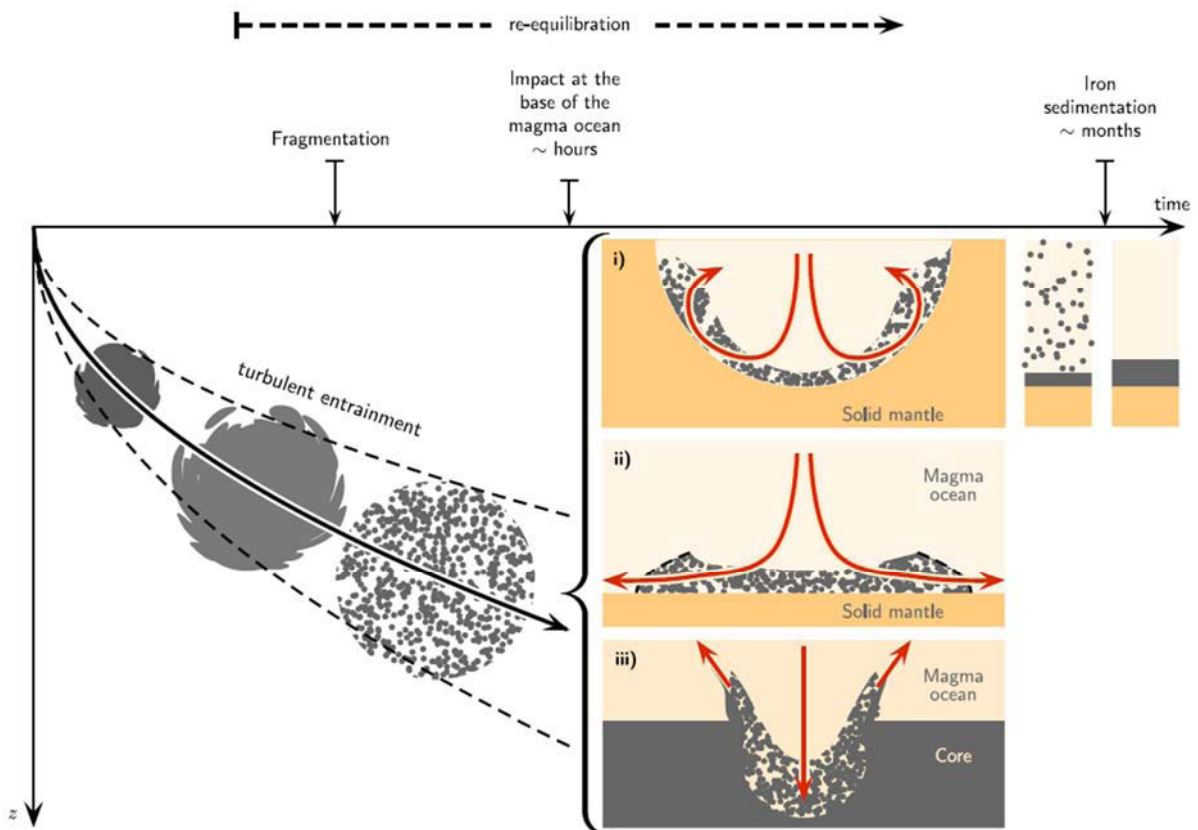 re-equilibration
Impact at the
base of the
magma ocean
~ hours
Iron
sedimentation
~ months
Fragmentation
time
i)
turbulent entrainment
Solid mantle
ii)
Magma
ocean
Solid mantle
iii)
Magma
ocean
Core
z